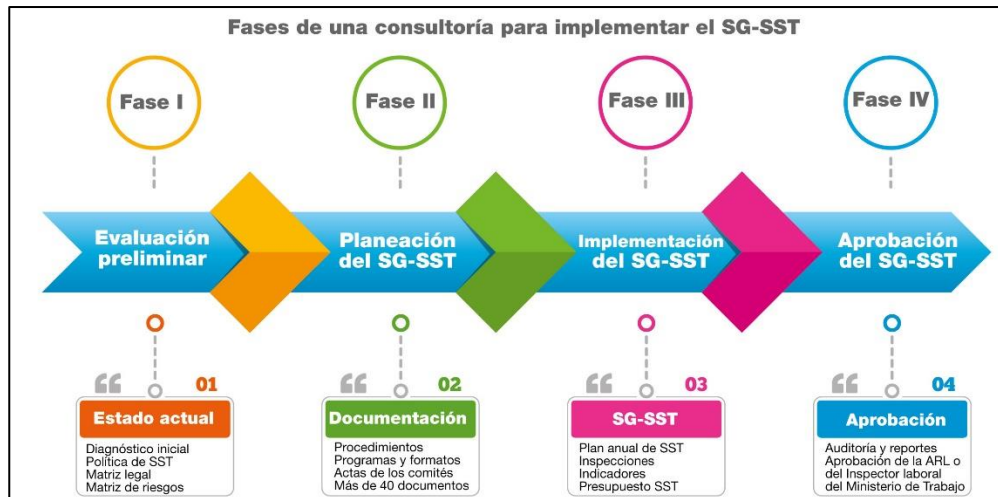 Fases de una consultoría para implementar el SG-SST
Fase I
Fase II
Fase III
Fase IV
Evaluación
preliminar
Planeación
del SG-SST
Implementación
del SG-SST
Aprobación
del SG-SST
01
Estado actual
Diagnóstico inicial
Política de SST
Matriz legal
Matriz de riesgos
02
Documentación
Procedimientos
Programas y formatos
Actas de los comités
Más de 40 documentos
03
SG-SST
Plan anual de SST
Inspecciones
Indicadores
Presupuesto SST
04
Aprobación
Auditoría y reportes
Aprobación de la ARL o
del Inspector laboral
del Ministerio de Trabajo